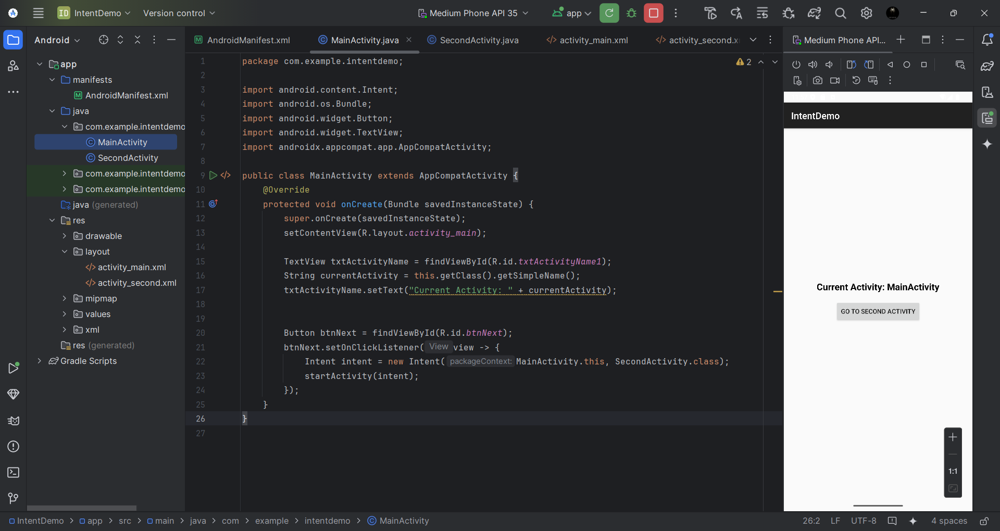 ID IntentDemo Version control Medium Phone API 35 app
Android
app
manifests
AndroidManifest.xml
java
com.example.intentdemo
MainActivity
SecondActivity
com.example.intentdemo
com.example.intentdemo
java (generated)
res
drawable
layout
activity_main.xml
activity_second.xml
mipmap
values
xml
res (generated)
Gradle Scripts
AndroidManifest.xml MainActivity.java SecondActivity.java activity_main.xml activity_second.x
2
1 package com.example.intentdemo;
2
3 import android.content.Intent;
4 import android.os.Bundle;
5 import android.widget.Button;
6 import android.widget.TextView;
7 import androidx.appcompat.app.AppCompatActivity;
8
9 public class MainActivity extends AppCompatActivity {
10 @Override
11 protected void onCreate(Bundle savedInstanceState) {
12 super.onCreate(savedInstanceState);
13 setContentView(R.layout.activity_main);
14
15 TextView txtActivityName = findViewById(R.id.txtActivityName1);
16 String currentActivity = this.getClass().getSimpleName();
17 txtActivityName.setText("Current Activity: " + currentActivity);
18
19
20 Button btnNext = findViewById(R.id.btnNext);
21 btnNext.setOnClickListener( View view -> {
22 Intent intent = new Intent( packageContext: MainActivity.this, SecondActivity.class);
23 startActivity(intent);
24 });
25 }
26 }
27
Medium Phone API...
IntentDemo
Current Activity: MainActivity
GO TO SECOND ACTIVITY
1:1
IntentDemo > app > src > main > java > com > example > intentdemo > MainActivity
26:2 LF UTF-8 4 spaces